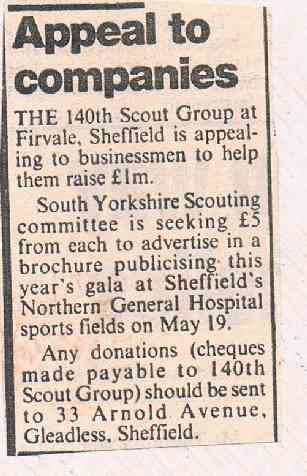 Appeal to
companies
THE 140th Scout Group at
Firvale, Sheffield is appeal-
ing to businessmen to help
them raise £1m.
South Yorkshire Scouting
committee is seeking £5
from each to advertise in a
brochure publicising this
year's gala at Sheffield's
Northern General Hospital
sports fields on May 19.
Any donations (cheques
made payable to 140th
Scout Group) should be sent
to 33 Arnold Avenue,
Gleadless, Sheffield.